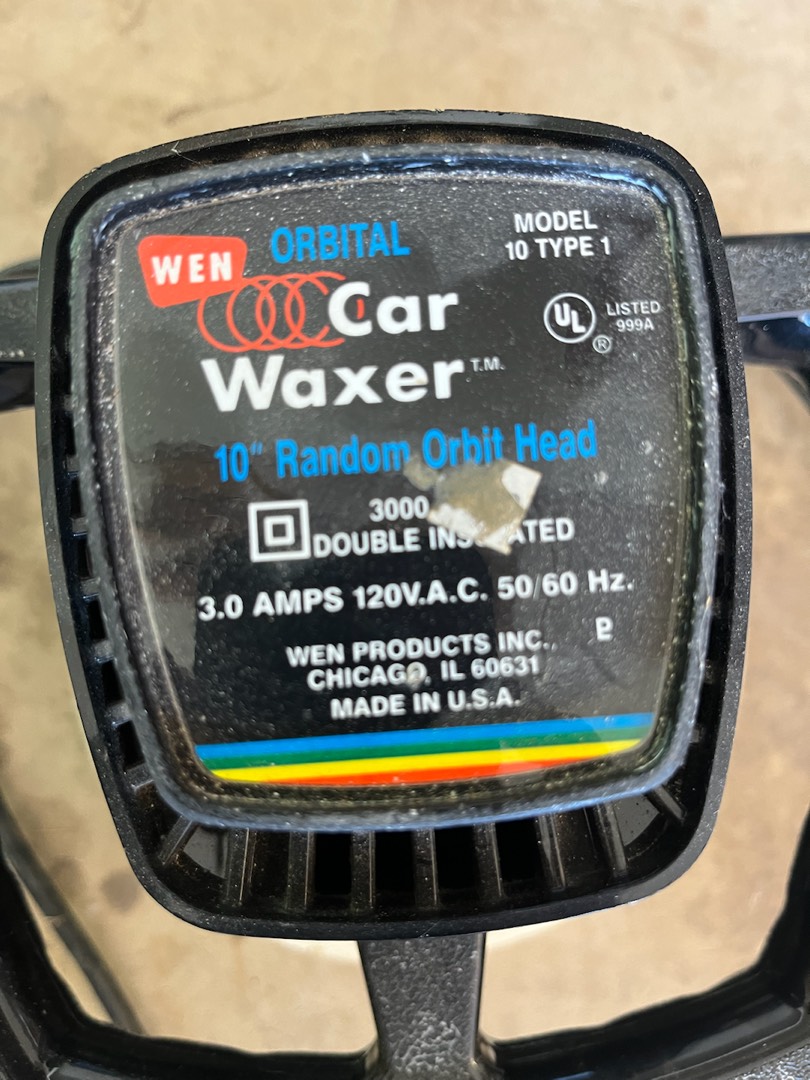 WEN
ORBITAL
MODEL
10 TYPE 1
Car
Waxer T.M.
UL
LISTED
999A
®
10" Random Orbit Head
3000
DOUBLE INSULATED
3.0 AMPS 120V.A.C. 50/60 Hz.
WEN PRODUCTS INC.
CHICAGO, IL 60631
MADE IN U.S.A.